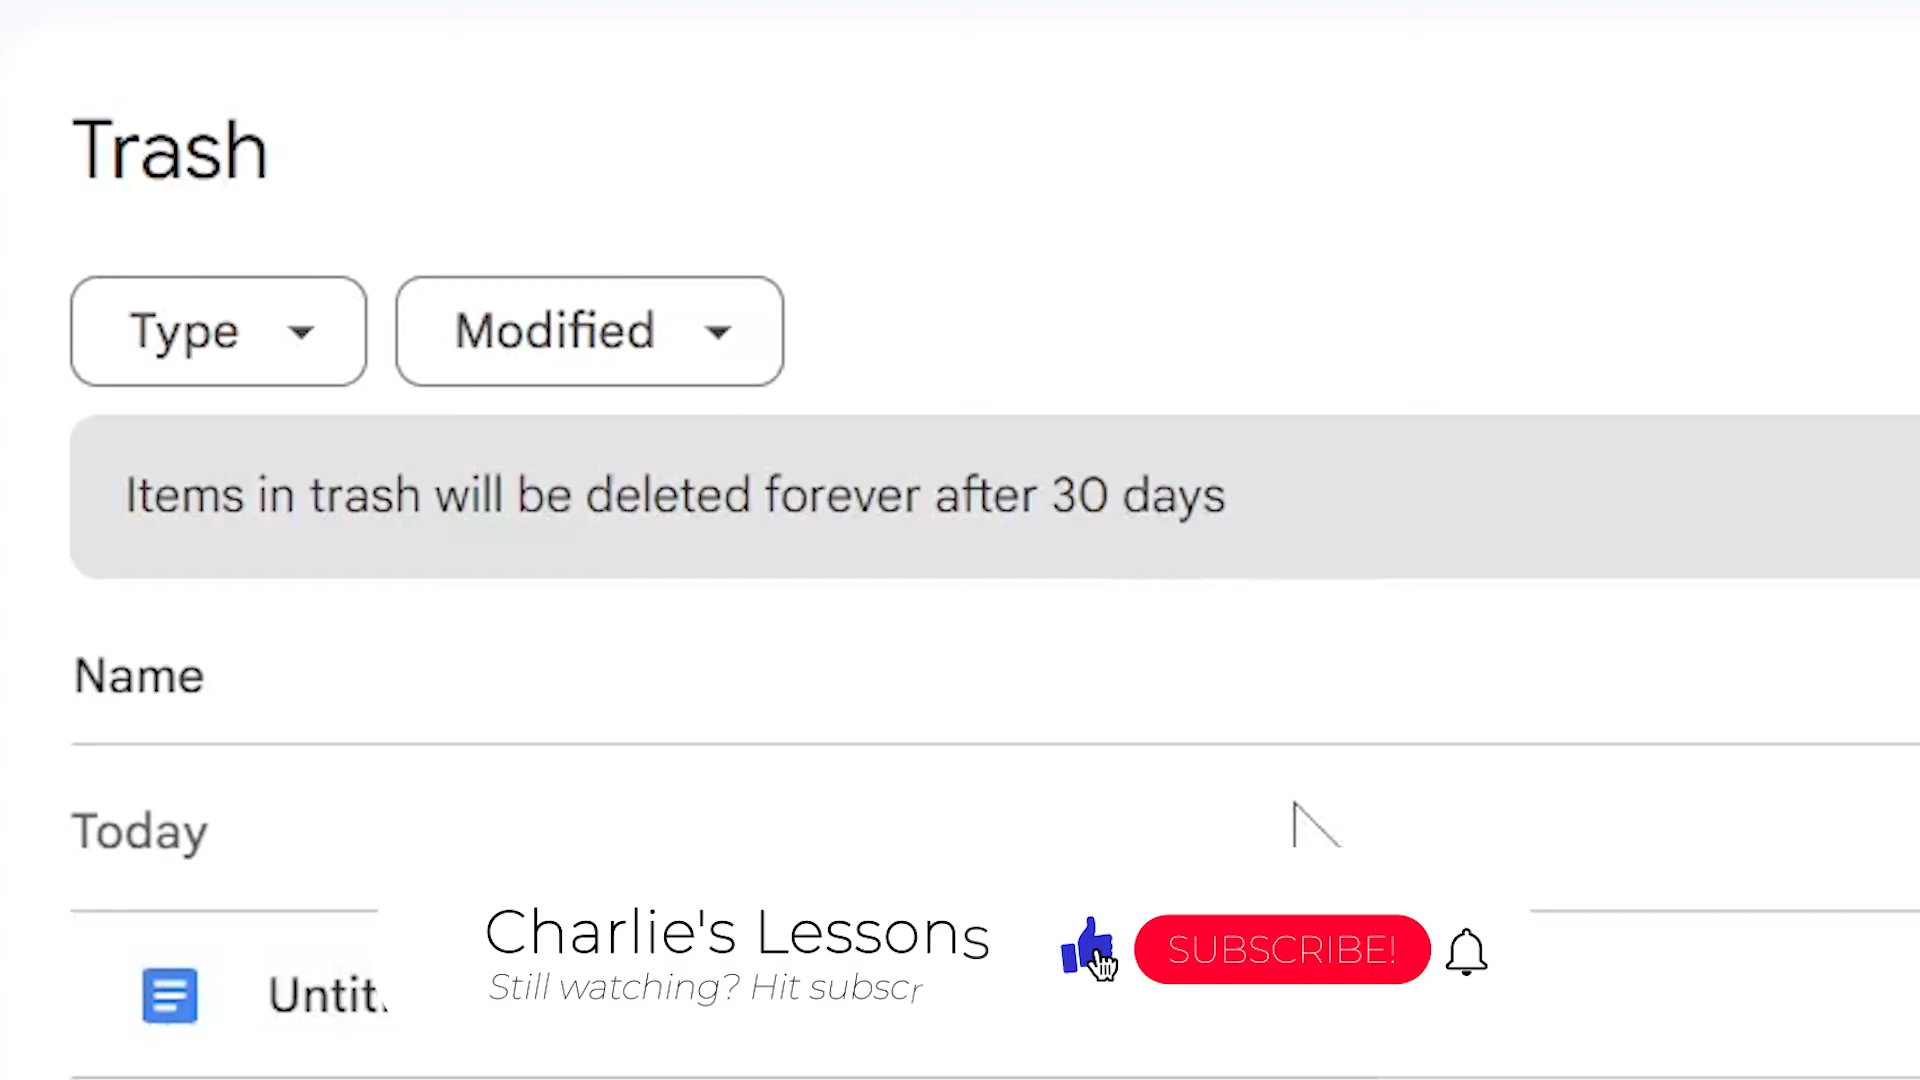 Trash
Type
Modified
Items in trash will be deleted forever after 30 days
Name
Today
Untit
Charlie's Lessons
SUBSCRIBE!
Still watching? Hit subscr